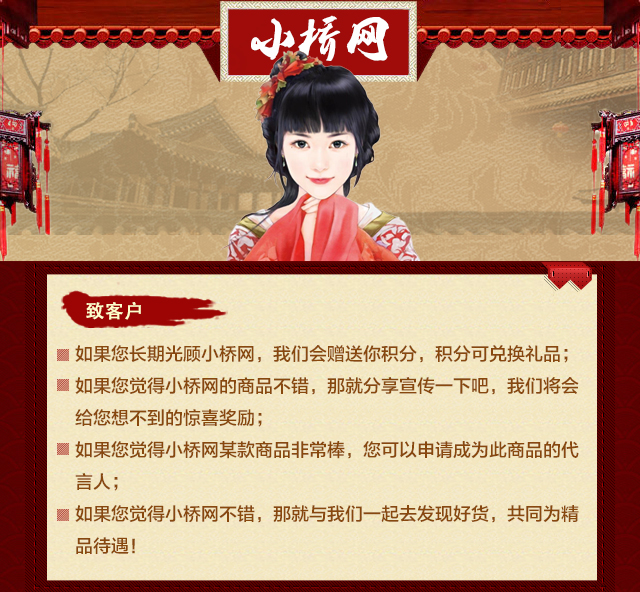 小桥网
致客户
如果您长期光顾小桥网，我们会赠送你积分，积分可兑换礼品；
如果您觉得小桥网的商品不错，那就分享宣传一下吧，我们将会
给您想不到的惊喜奖励；
如果您觉得小桥网某款商品非常棒，您可以申请成为此商品的代
言人；
如果您觉得小桥网不错，那就与我们一起去发现好货，共同为精
品待遇！